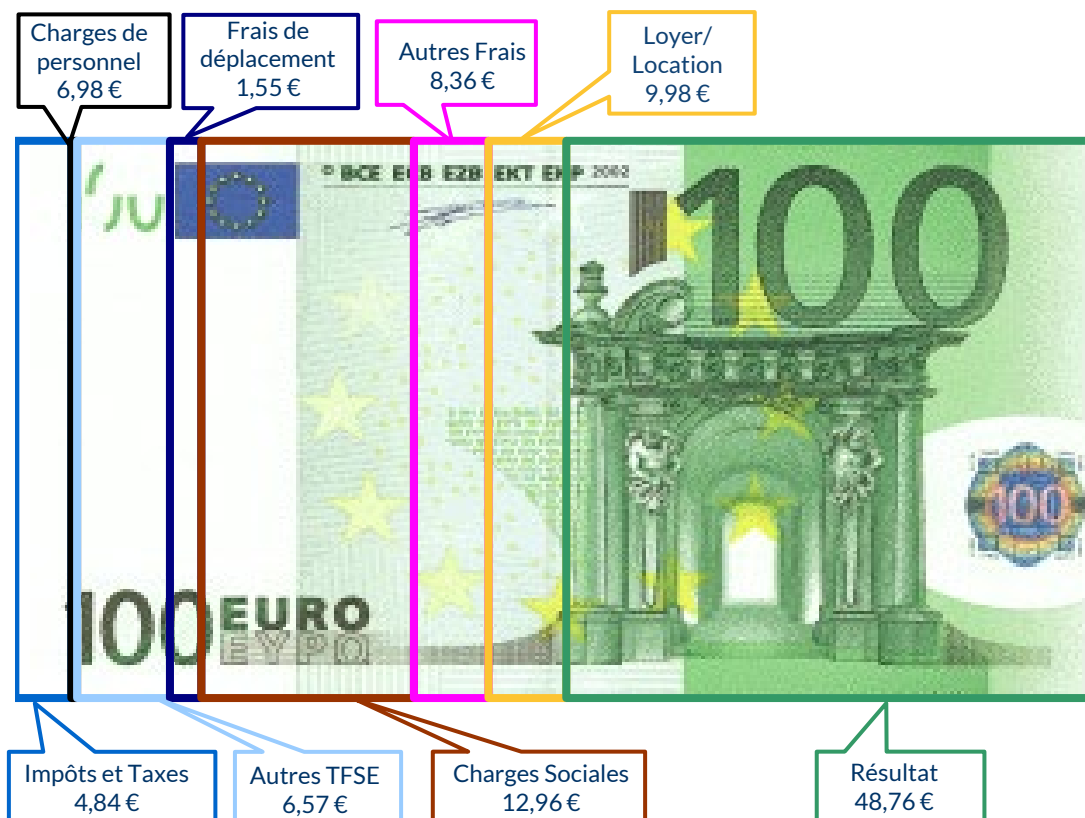 Charges de
personnel
6,98 €
Frais de
déplacement
1,55 €
Autres Frais
8,36 €
Loyer/
Location
9,98 €
© BCE ECB EZB EKT EKP 2002
100
100
100 EURO
ΕΥΡΩ
Impôts et Taxes
4,84 €
Autres TFSE
6,57 €
Charges Sociales
12,96 €
Résultat
48,76 €